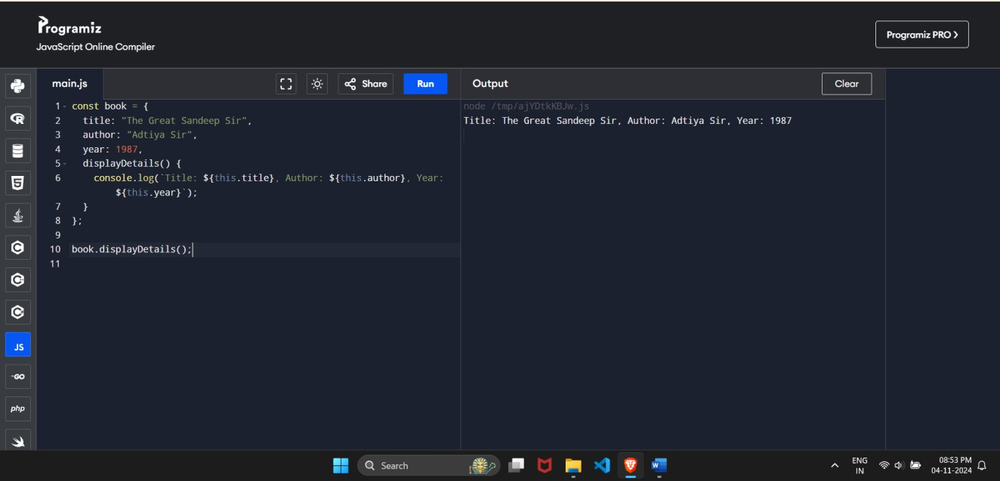 Programiz
JavaScript Online Compiler
Programiz PRO >
main.js
Share
Run
Output
Clear
1 const book = {
2 title: "The Great Sandeep Sir",
3 author: "Adtiya Sir",
4 year: 1987,
5 displayDetails() {
6 console.log(`Title: ${this.title}, Author: ${this.author}, Year:
${this.year}`);
7 }
8 };
9
10 book.displayDetails();
11
node /tmp/ajYDtkKBJw.js
Title: The Great Sandeep Sir, Author: Adtiya Sir, Year: 1987
R
5
C
C
C
JS
GO
php
Search
W
ENG
IN
08:53 PM
04-11-2024